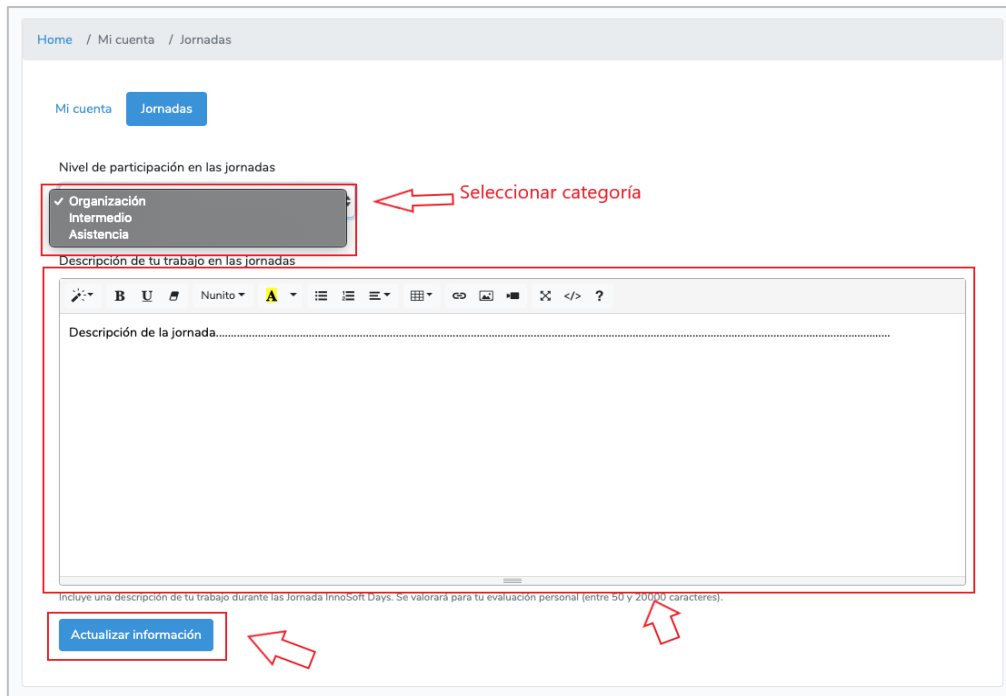 Home / Mi cuenta / Jornadas
Mi cuenta Jornadas
Nivel de participación en las jornadas
Seleccionar categoría
✓ Organización
Intermedio
Asistencia
Descripción de tu trabajo en las jornadas
B U Nunito A </> ?
Descripción de la jornada...............................................................................................................................................................................................................................
Incluye una descripción de tu trabajo durante las Jornada InnoSoft Days. Se valorará para tu evaluación personal (entre 50 y 20000 caracteres).
Actualizar información